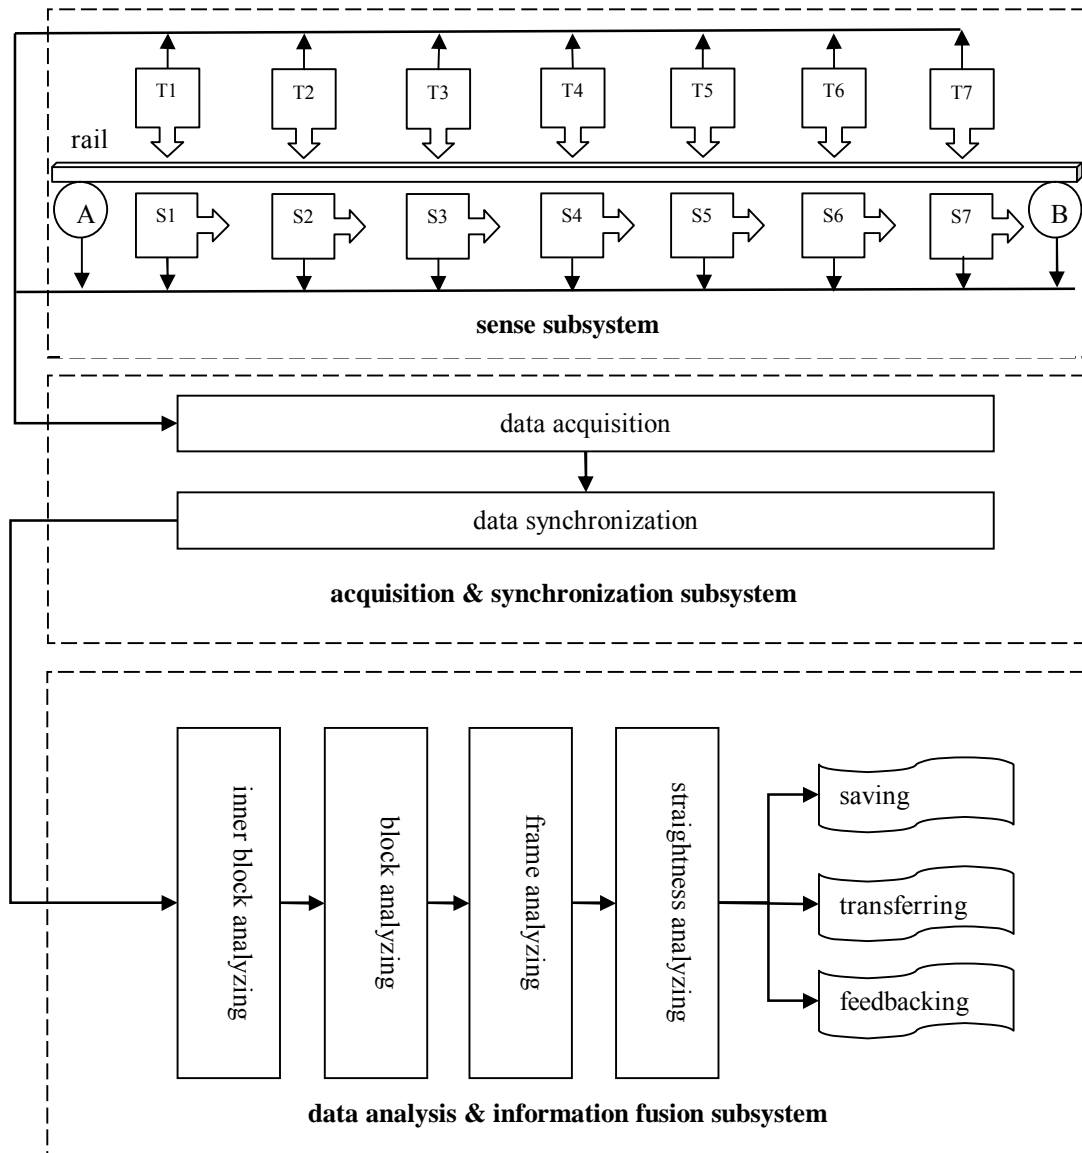 T1 T2 T3 T4 T5 T6 T7
rail
A S1 S2 S3 S4 S5 S6 S7 B
sense subsystem
data acquisition
data synchronization
acquisition & synchronization subsystem
inner block analyzing
block analyzing
frame analyzing
straightness analyzing
saving
transferring
feedbacking
data analysis & information fusion subsystem